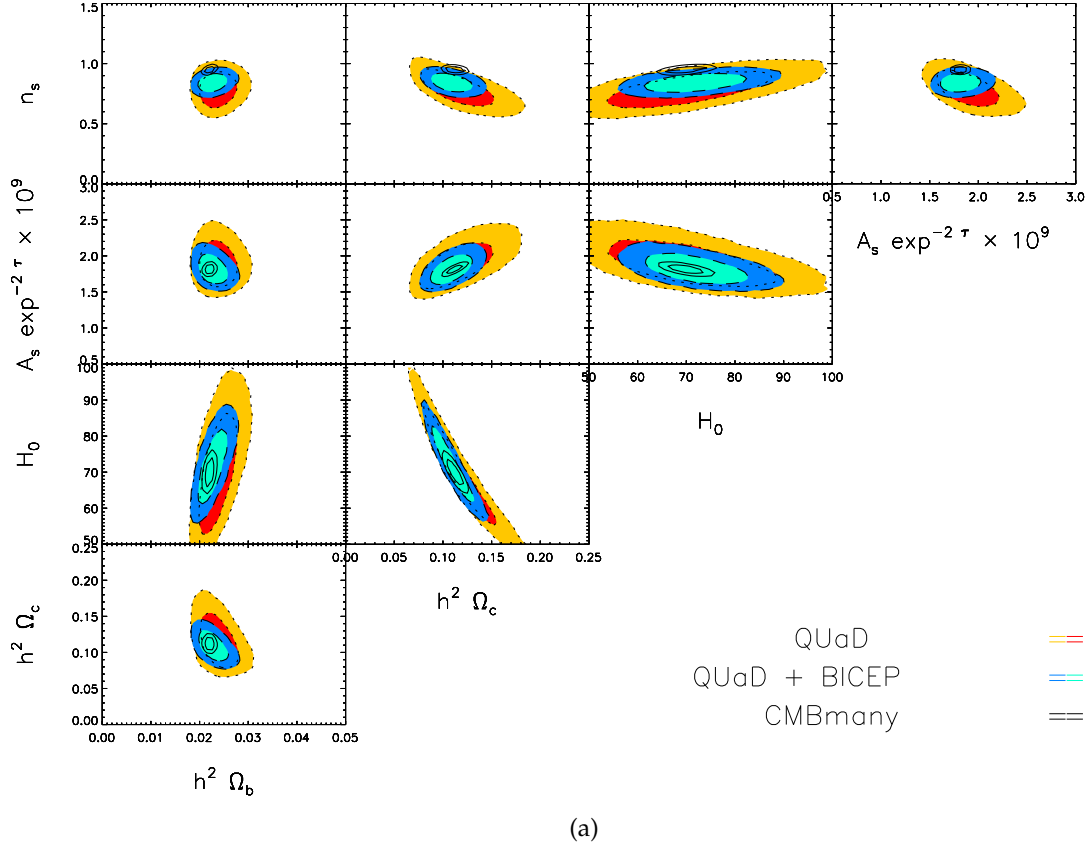 1.5
1.0
0.5
0.0
n_s
3.0
2.5
2.0
1.5
1.0
0.5
A_s exp^{-2 τ} × 10^9
0.5 1.0 1.5 2.0 2.5 3.0
A_s exp^{-2 τ} × 10^9
100
90
80
70
60
50
H_0
50 60 70 80 90 100
H_0
0.25
0.20
0.15
0.10
0.05
0.00
h^2 Ω_c
0.00 0.05 0.10 0.15 0.20 0.25
h^2 Ω_c
0.00 0.01 0.02 0.03 0.04 0.05
h^2 Ω_b
QUaD
QUaD + BICEP
CMBmany
(a)